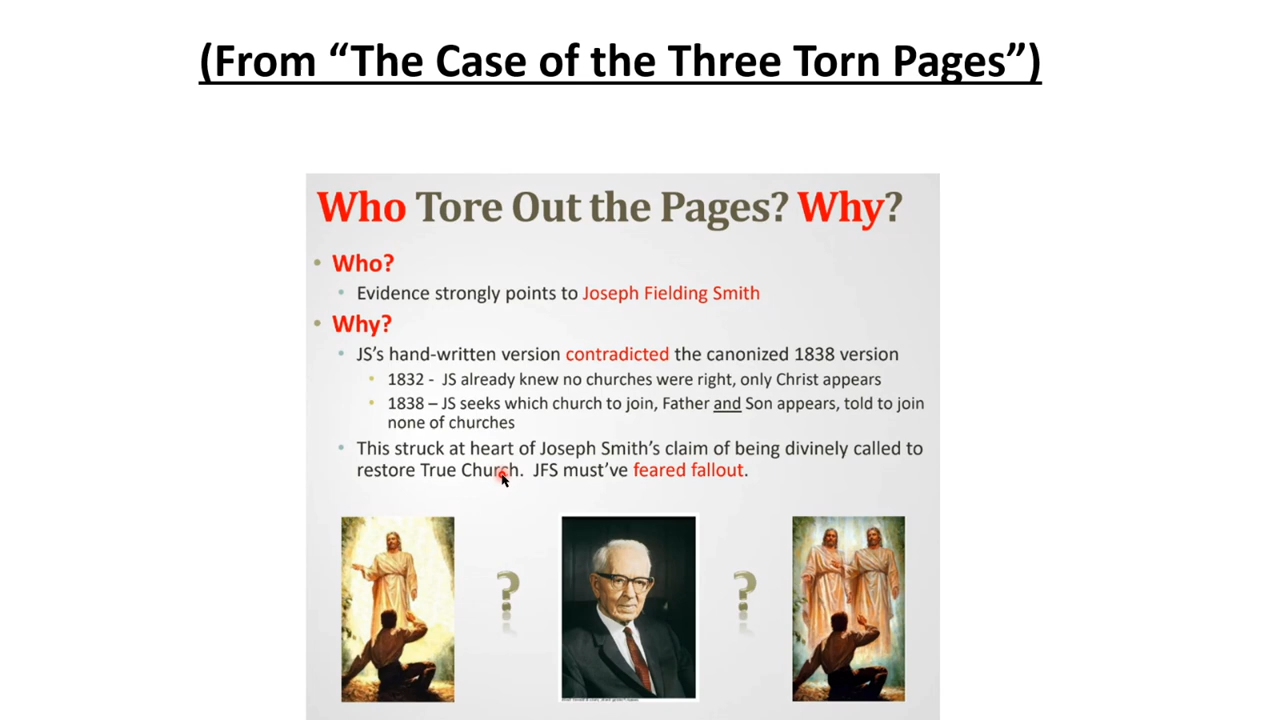 (From “The Case of the Three Torn Pages”)
Who Tore Out the Pages? Why?
• Who?
• Evidence strongly points to Joseph Fielding Smith
• Why?
• JS’s hand-written version contradicted the canonized 1838 version
• 1832 - JS already knew no churches were right, only Christ appears
• 1838 – JS seeks which church to join, Father and Son appears, told to join
none of churches
• This struck at heart of Joseph Smith’s claim of being divinely called to
restore True Church. JFS must’ve feared fallout.
? ?